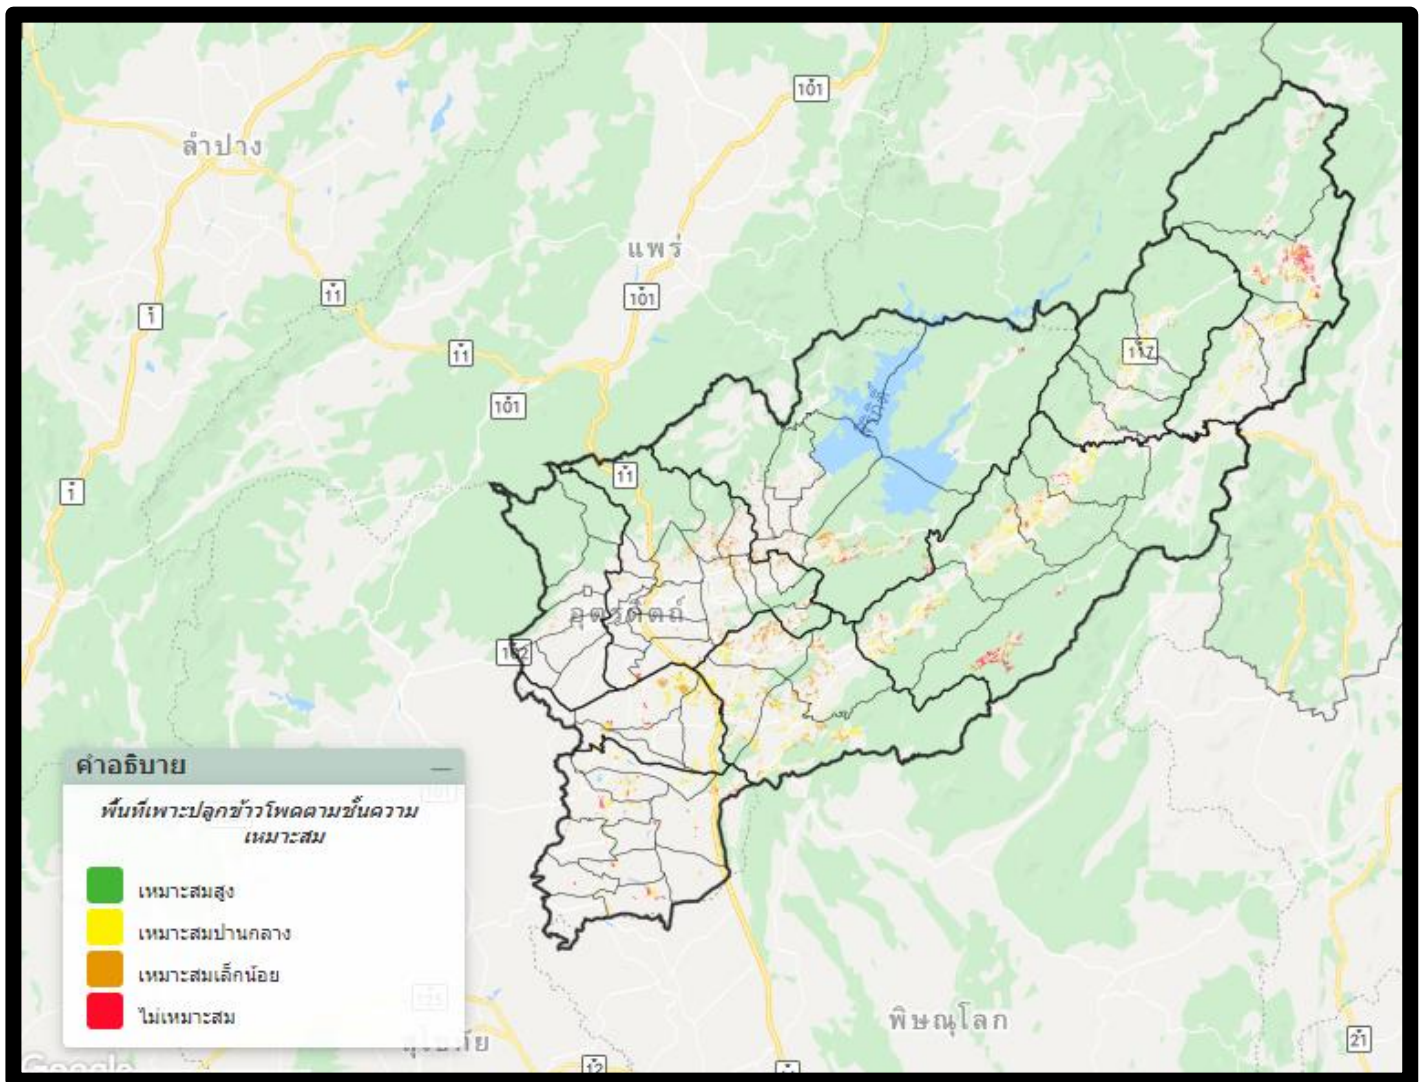 101
ลำปาง
แพร่
11
101
1
11
117
101
11
1
อุตรดิตถ์
102
คำอธิบาย
พื้นที่เพาะปลูกข้าวโพดตามชั้นความ
เหมาะสม
เหมาะสมสูง
เหมาะสมปานกลาง
เหมาะสมเล็กน้อย
ไม่เหมาะสม
พิษณุโลก
21
12
Google